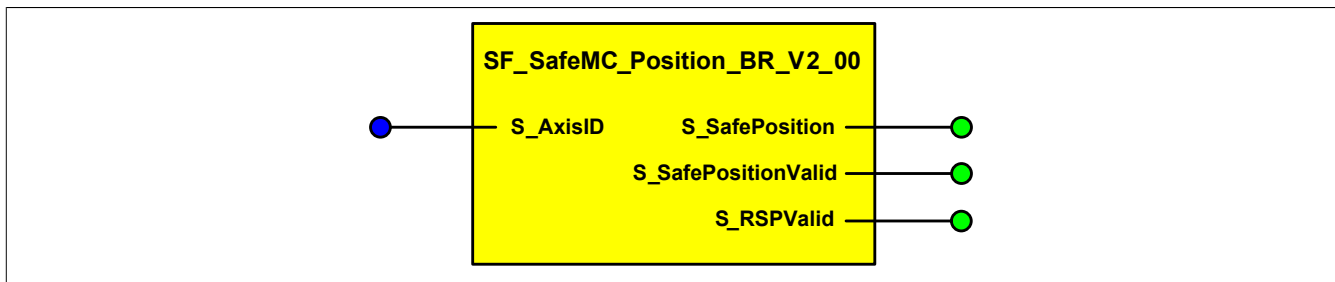 SF_SafeMC_Position_BR_V2_00
S_AxisID S_SafePosition
S_SafePositionValid
S_RSPValid